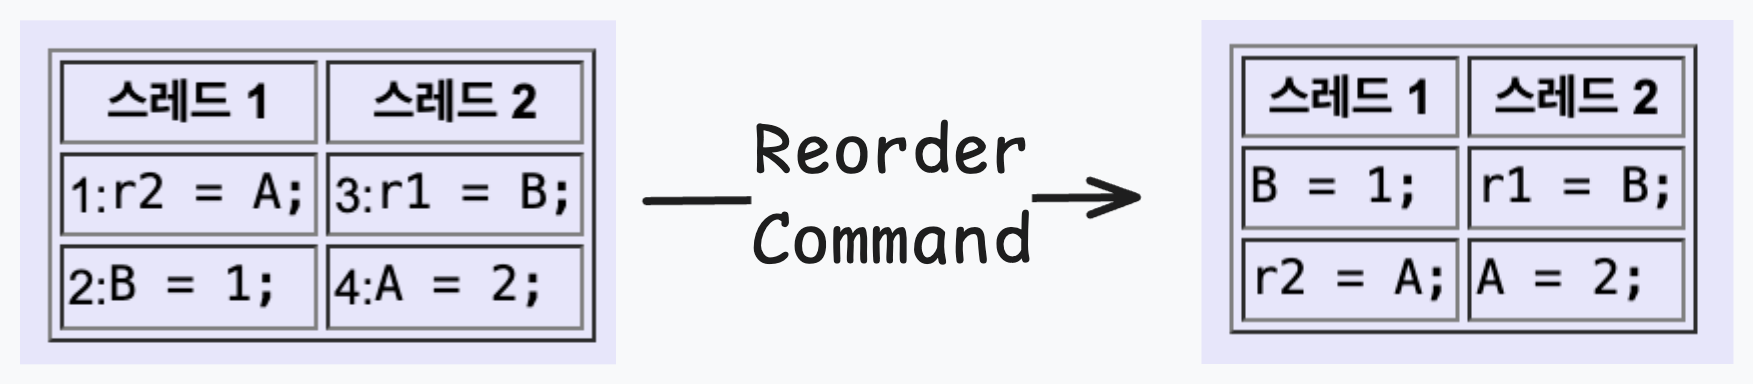 스레드 1 스레드 2
1:r2 = A; 3:r1 = B;
2:B = 1; 4:A = 2;
Reorder
Command
스레드 1 스레드 2
B = 1; r1 = B;
r2 = A; A = 2;